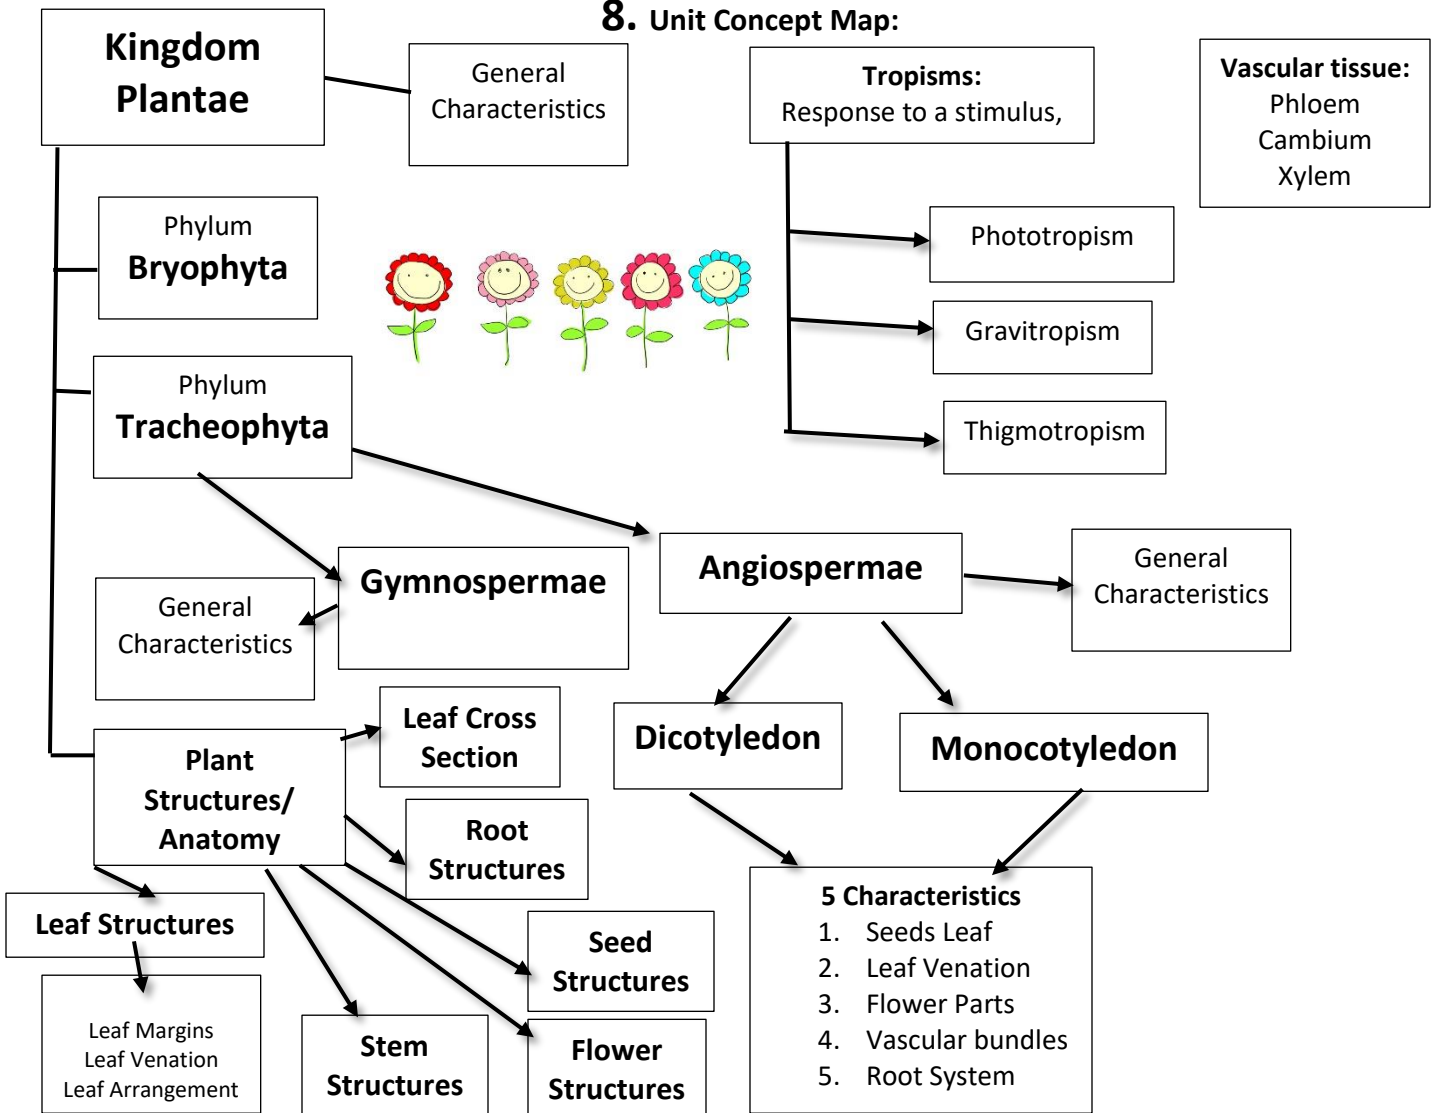 8. Unit Concept Map:
Kingdom
Plantae
General
Characteristics
Tropisms:
Response to a stimulus,
Vascular tissue:
Phloem
Cambium
Xylem
Phylum
Bryophyta
Phototropism
Gravitropism
Thigmotropism
Phylum
Tracheophyta
Gymnospermae
General
Characteristics
Angiospermae
General
Characteristics
Dicotyledon
Monocotyledon
5 Characteristics
1. Seeds Leaf
2. Leaf Venation
3. Flower Parts
4. Vascular bundles
5. Root System
Plant
Structures/
Anatomy
Leaf Cross
Section
Root
Structures
Seed
Structures
Flower
Structures
Stem
Structures
Leaf Structures
Leaf Margins
Leaf Venation
Leaf Arrangement